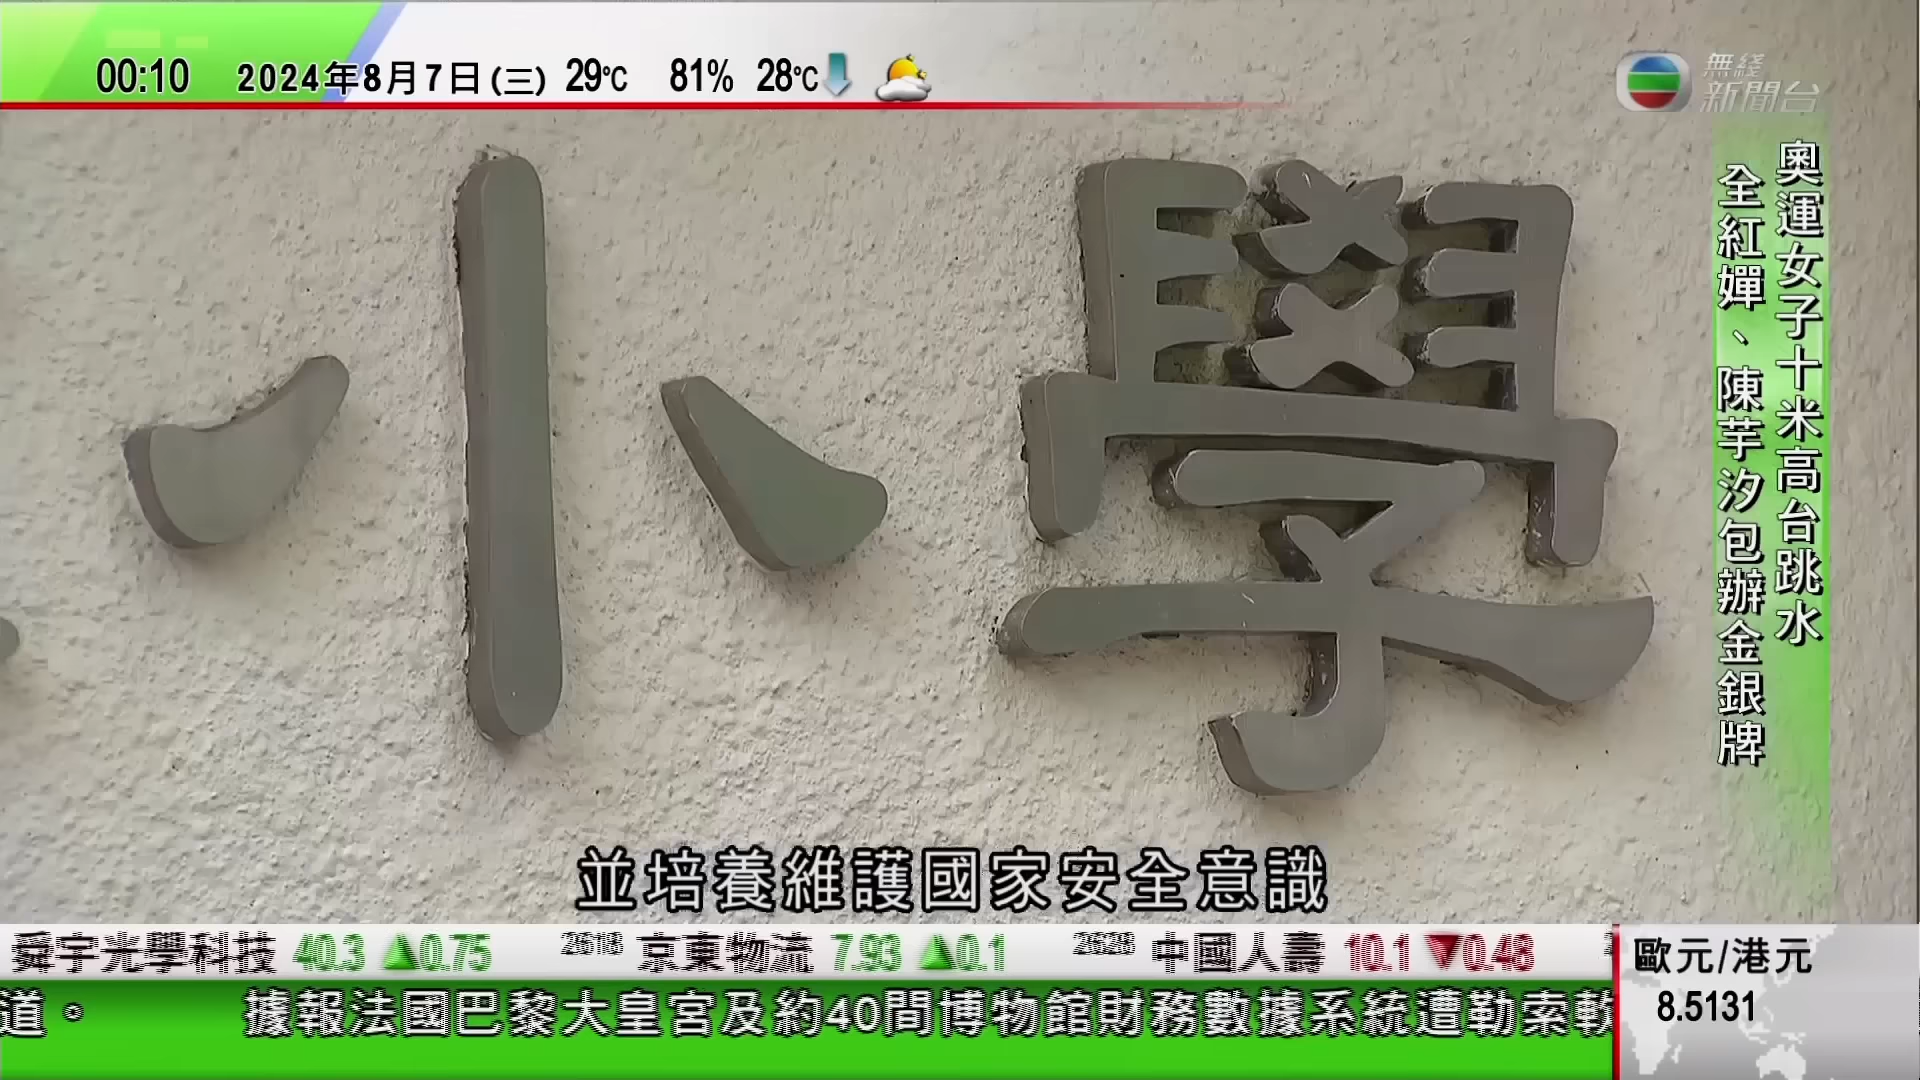 00:10 2024年8月7日(三) 29℃ 81% 28℃
無綫
新聞台
奧運女子十米高台跳水
全紅嬋、陳芋汐包辦金銀牌
小學
並培養維護國家安全意識
舜宇光學科技 40.3 ▲0.75 2618 京東物流 7.93 ▲0.1 2628 中國人壽 10.1 ▼0.48
歐元/港元
8.5131
道。 據報法國巴黎大皇宮及約40間博物館財務數據系統遭勒索軟